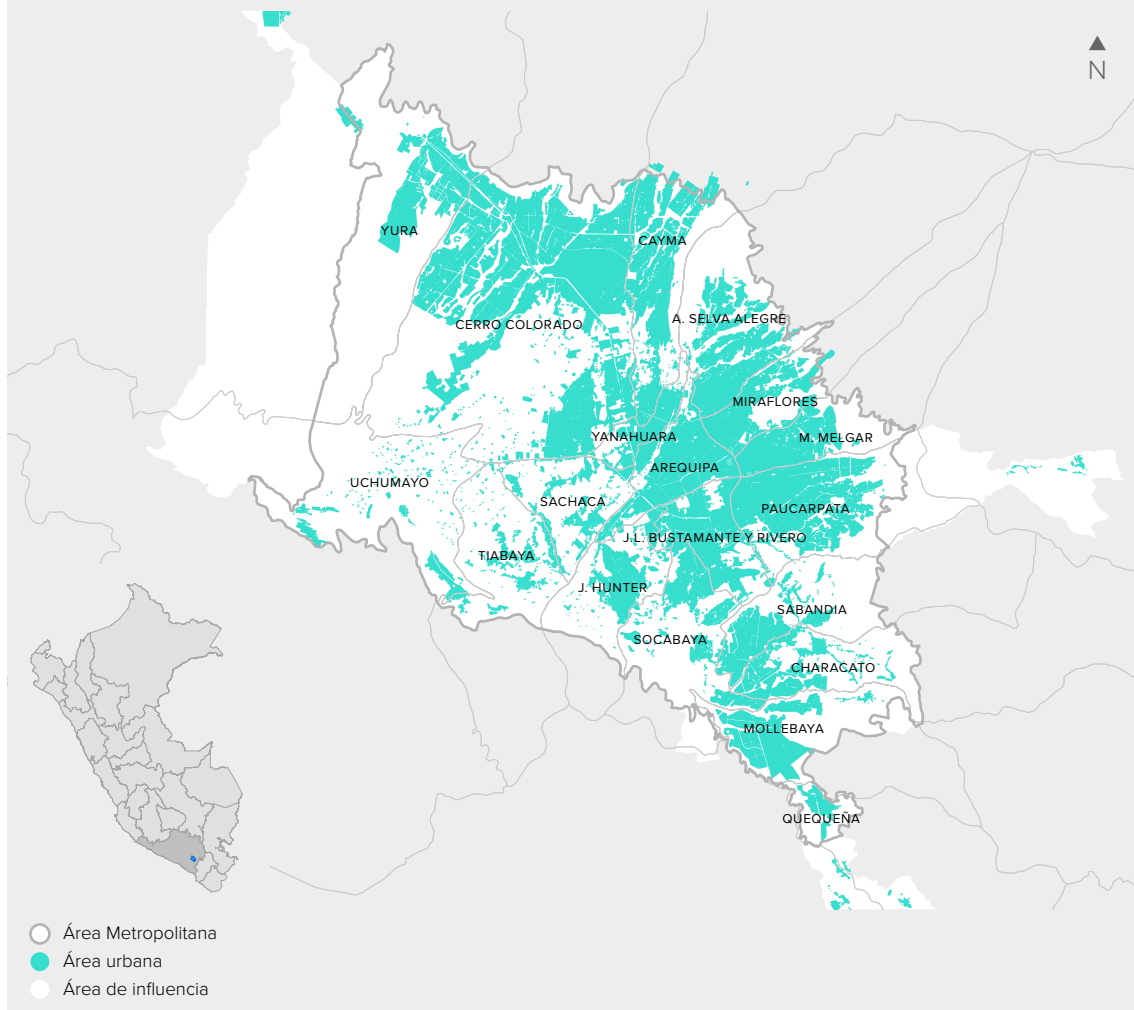 N
YURA
CAYMA
A. SELVA ALEGRE
CERRO COLORADO
MIRAFLORES
YANAHUARA
M. MELGAR
AREQUIPA
UCHUMAYO
SACHACA
PAUCARPATA
J.L. BUSTAMANTE Y RIVERO
TIABAYA
J. HUNTER
SABANDIA
SOCABAYA
CHARACATO
MOLLEBAYA
QUEQUEÑA
Área Metropolitana
Área urbana
Área de influencia